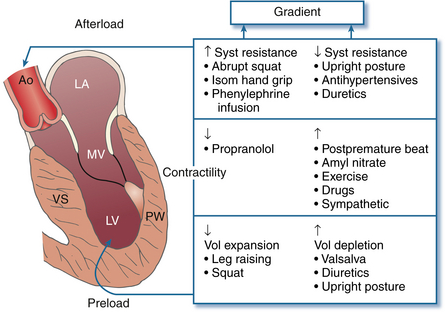 Gradient
Afterload
Ao
LA
MV
VS
LV
PW
Contractility
Preload
↑ Syst resistance
• Abrupt squat
• Isom hand grip
• Phenylephrine
infusion
↓ Syst resistance
• Upright posture
• Antihypertensives
• Diuretics
↓
• Propranolol
↑
• Postpremature beat
• Amyl nitrate
• Exercise
• Drugs
• Sympathetic
↓
Vol expansion
• Leg raising
• Squat
↑
Vol depletion
• Valsalva
• Diuretics
• Upright posture